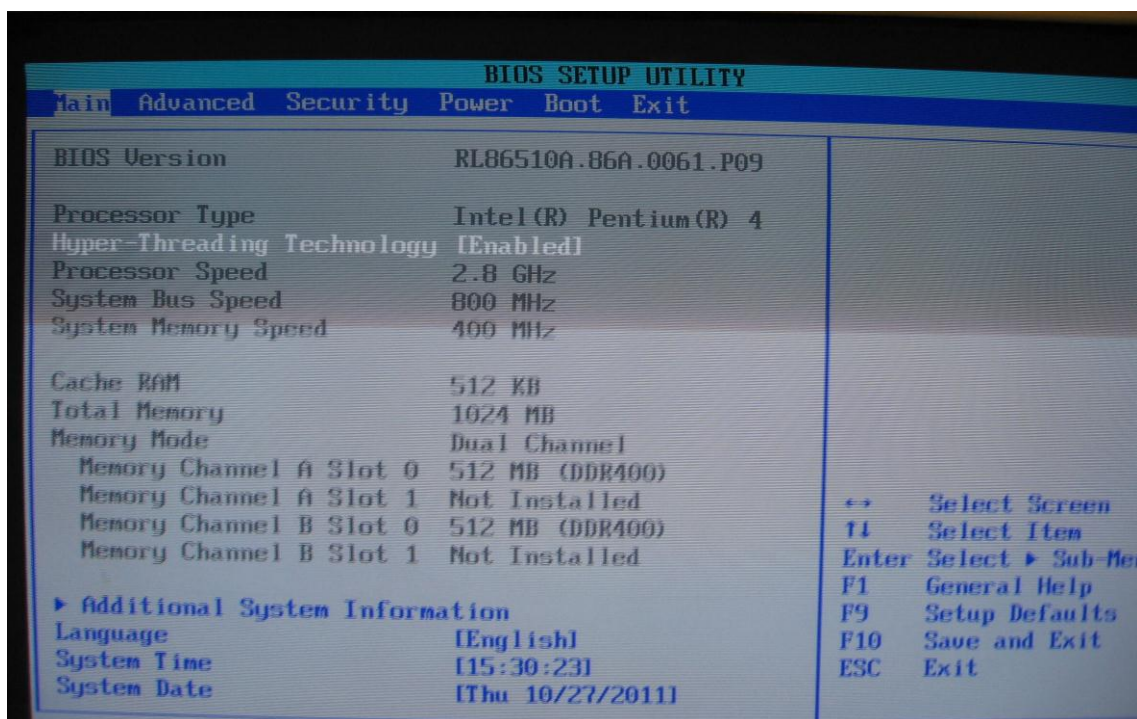 BIOS SETUP UTILITY
Main Advanced Security Power Boot Exit
BIOS Version RL86510A.86A.0061.P09
Processor Type Intel(R) Pentium(R) 4
Hyper-Threading Technology [Enabled]
Processor Speed 2.8 GHz
System Bus Speed 800 MHz
System Memory Speed 400 MHz
Cache RAM 512 KB
Total Memory 1024 MB
Memory Mode Dual Channel
Memory Channel A Slot 0 512 MB (DDR400)
Memory Channel A Slot 1 Not Installed
Memory Channel B Slot 0 512 MB (DDR400)
Memory Channel B Slot 1 Not Installed
▶ Additional System Information
Language [English]
System Time [15:30:23]
System Date [Thu 10/27/2011]
↔ Select Screen
↑↓ Select Item
Enter Select ▶ Sub-Me
F1 General Help
F9 Setup Defaults
F10 Save and Exit
ESC Exit